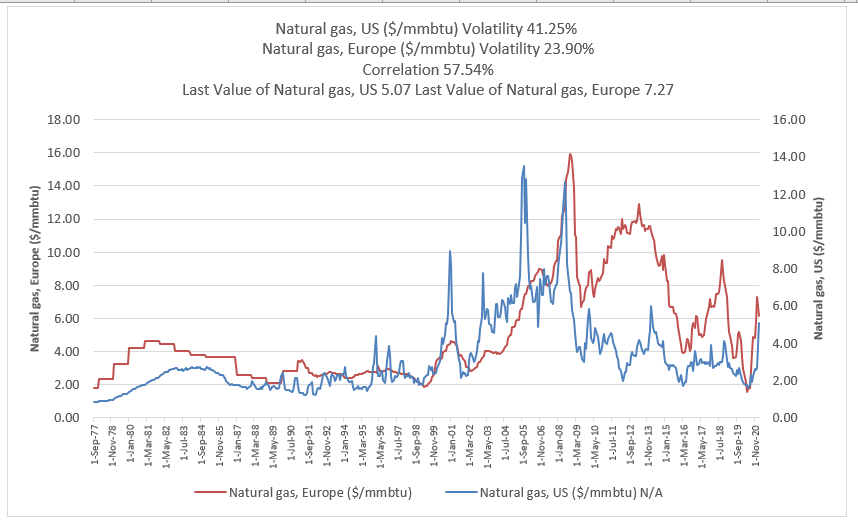 Natural gas, US ($/mmbtu) Volatility 41.25%
Natural gas, Europe ($/mmbtu) Volatility 23.90%
Correlation 57.54%
Last Value of Natural gas, US 5.07 Last Value of Natural gas, Europe 7.27
Natural gas, Europe ($/mmbtu)
18.00
16.00
14.00
12.00
10.00
8.00
6.00
4.00
2.00
0.00
16.00
14.00
12.00
10.00
8.00
6.00
4.00
2.00
0.00
Natural gas, US ($/mmbtu)
1-Sep-77
1-Nov-78
1-Jan-80
1-Mar-81
1-May-82
1-Jul-83
1-Sep-84
1-Nov-85
1-Jan-87
1-Mar-88
1-May-89
1-Jul-90
1-Sep-91
1-Nov-92
1-Jan-94
1-Mar-95
1-May-96
1-Jul-97
1-Sep-98
1-Nov-99
1-Jan-01
1-Mar-02
1-May-03
1-Jul-04
1-Sep-05
1-Nov-06
1-Jan-08
1-Mar-09
1-May-10
1-Jul-11
1-Sep-12
1-Nov-13
1-Jan-15
1-Mar-16
1-May-17
1-Jul-18
1-Sep-19
1-Nov-20
Natural gas, Europe ($/mmbtu)
Natural gas, US ($/mmbtu) N/A